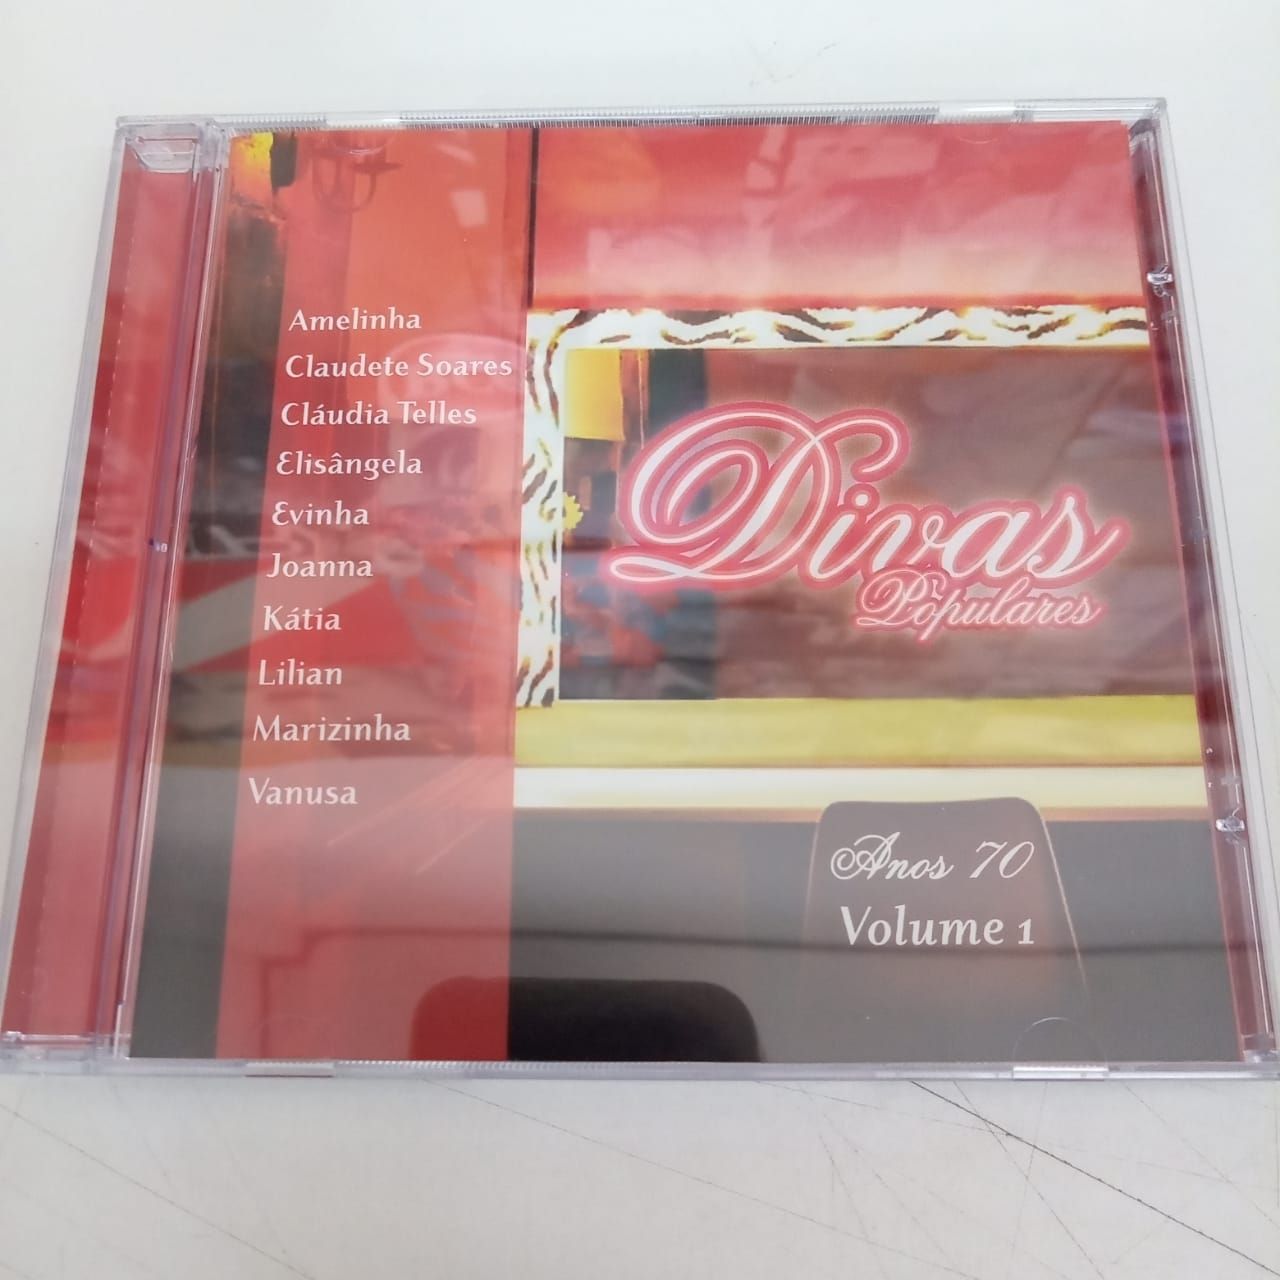 Amelinha
Claudete Soares
Cláudia Telles
Elisângela
Evinha
Joanna
Kátia
Lilian
Marizinha
Vanusa
Divas
Populares
Anos 70
Volume 1